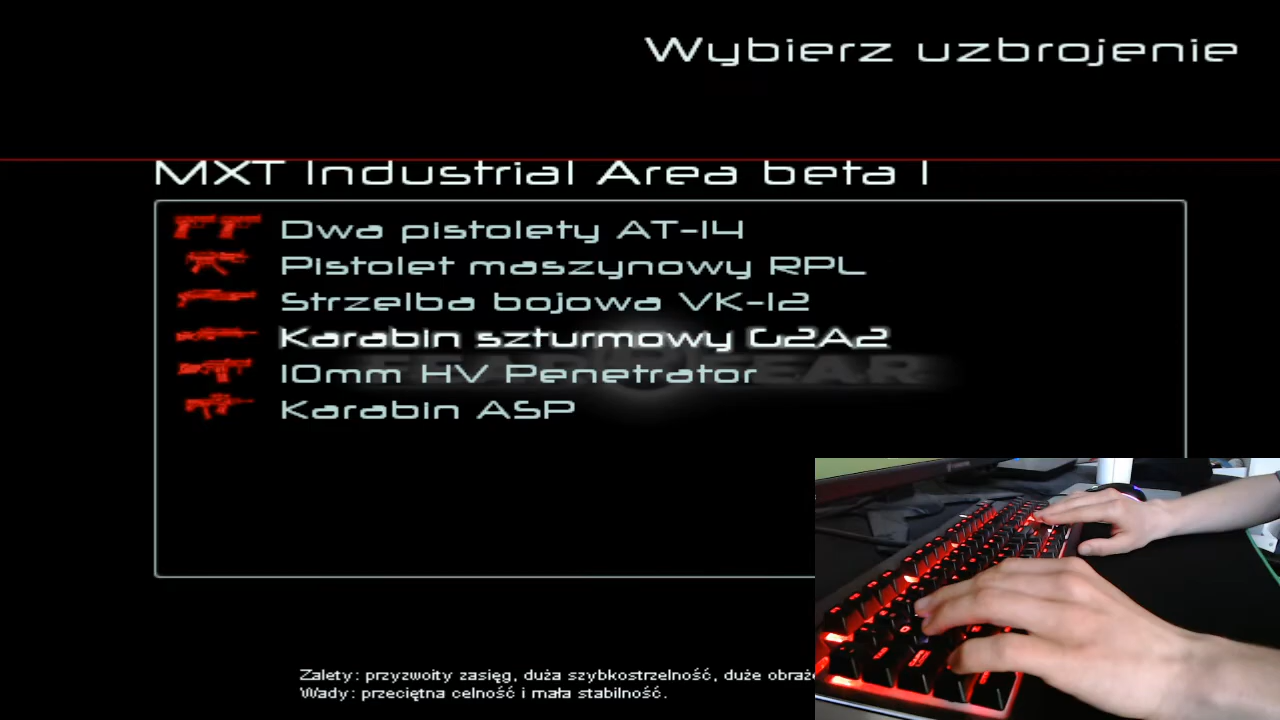 Wybierz uzbrojenie
MXT Industrial Area beta 1
Dwa pistolety AT-14
Pistolet maszynowy RPL
Strzelba bojowa VK-12
Karabin szturmowy G2A2
10mm HV Penetrator
Karabin ASP
Zalety: przyzwoity zasięg, duża szybkostrzelność, duże
Wady: przeciętna celność i mała stabilność.